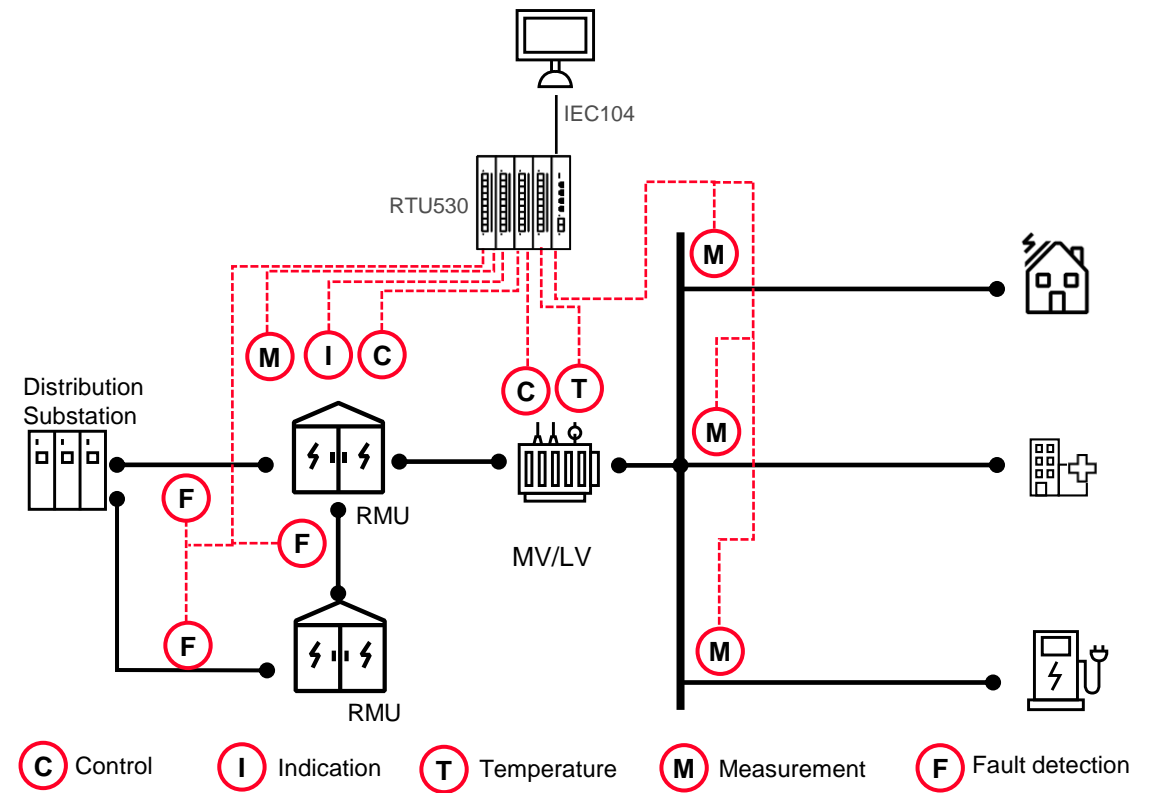 IEC104
RTU530
M
M
I
C
C
T
Distribution
Substation
M
F
RMU
F
MV/LV
F
M
RMU
C Control
I Indication
T Temperature
M Measurement
F Fault detection